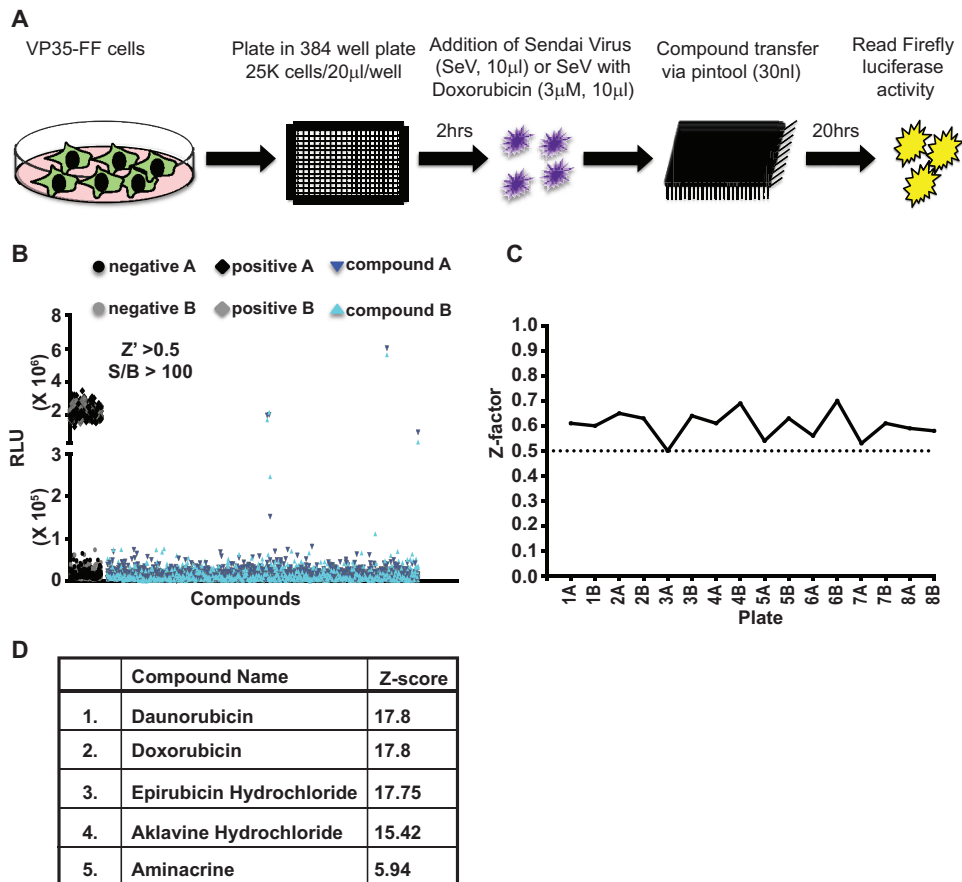 A
VP35-FF cells
Plate in 384 well plate
25K cells/20μl/well
Addition of Sendai Virus
(SeV, 10μl) or SeV with
Doxorubicin (3μM, 10μl)
Compound transfer
via pintool (30nl)
Read Firefly
luciferase
activity
2hrs
20hrs
B
negative A
positive A
compound A
negative B
positive B
compound B
Z' >0.5
S/B > 100
8
6
4
2
3
2
1
0
RLU
(X 10⁶)
(X 10⁵)
Compounds
C
1.0
0.9
0.8
0.7
0.6
0.5
0.4
0.3
0.2
0.1
0.0
Z-factor
1A
1B
2A
2B
3A
3B
4A
4B
5A
5B
6A
6B
7A
7B
8A
8B
Plate
D
Compound Name Z-score
1. Daunorubicin 17.8
2. Doxorubicin 17.8
3. Epirubicin Hydrochloride 17.75
4. Aklavine Hydrochloride 15.42
5. Aminacrine 5.94